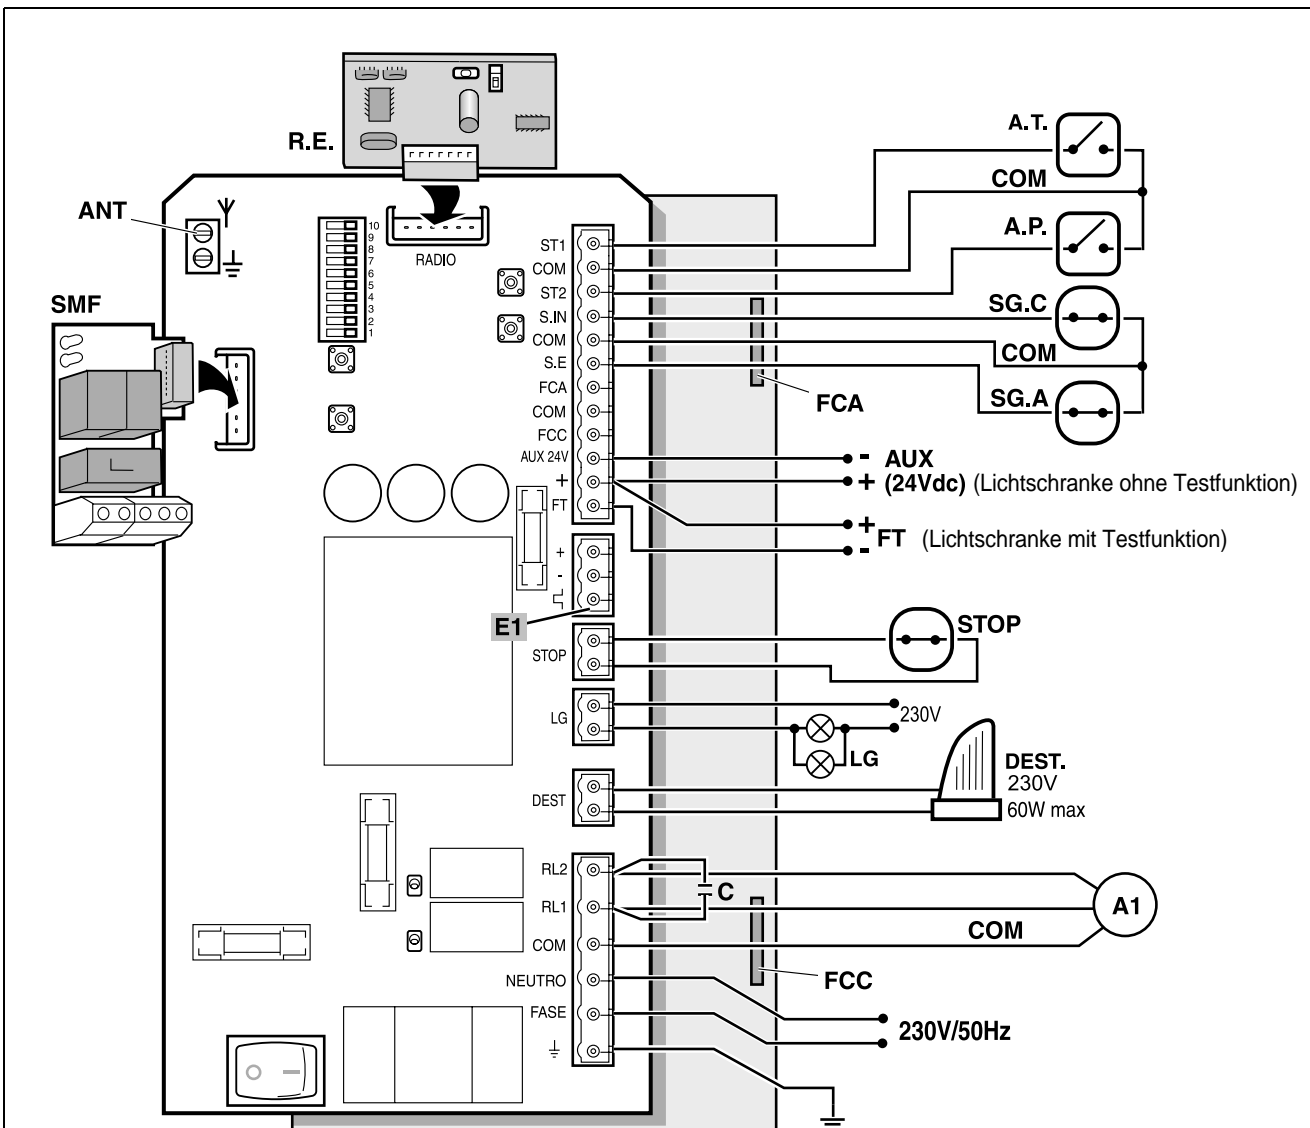 R.E.
A.T.
COM
ANT
10
9
8
7
6
5
4
3
2
1
RADIO
A.P.
SMF
SG.C
COM
SG.A
ST1
COM
ST2
S.IN
COM
S.E
FCA
COM
FCC
AUX 24V
+
FT
FCA
- AUX
+ (24Vdc) (Lichtschranke ohne Testfunktion)
+
- FT (Lichtschranke mit Testfunktion)
+
-
E1
STOP
STOP
LG
230V
LG
DEST
DEST.
230V
60W max
RL2
RL1
COM
NEUTRO
FASE
C
A1
COM
FCC
230V/50Hz